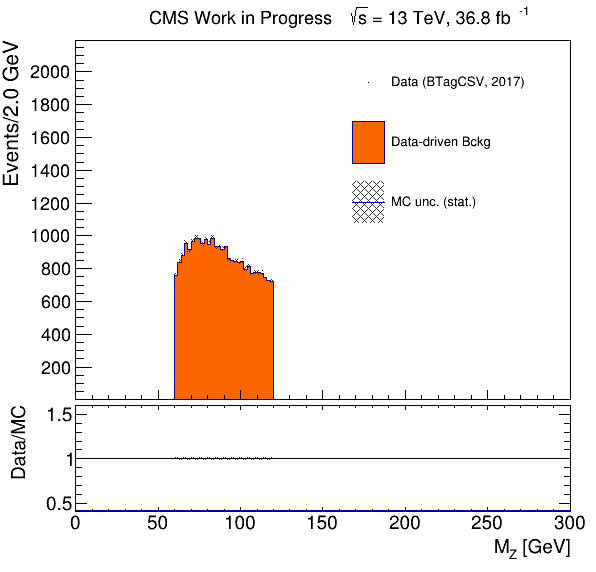 CMS Work in Progress √s = 13 TeV, 36.8 fb -1
Events/2.0 GeV
2000
1800
1600
1400
1200
1000
800
600
400
200
Data (BTagCSV, 2017)
Data-driven Bckg
MC unc. (stat.)
Data/MC
1.5
1
0.5
0 50 100 150 200 250 300
MZ [GeV]